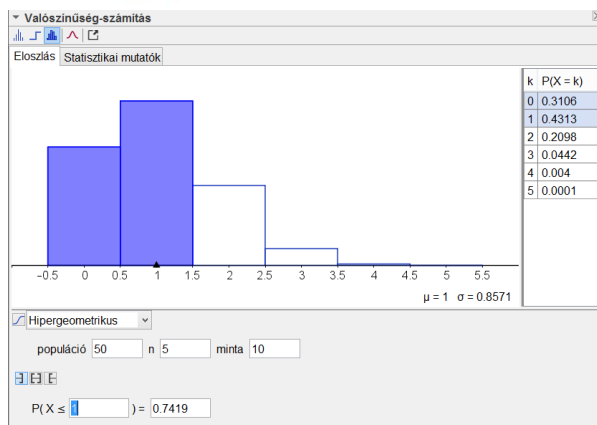 Valószínűség-számítás
Eloszlás Statisztikai mutatók
k P(X = k)
0 0.3106
1 0.4313
2 0.2098
3 0.0442
4 0.004
5 0.0001
-0.5 0 0.5 1 1.5 2 2.5 3 3.5 4 4.5 5 5.5
μ = 1 σ = 0.8571
Hipergeometrikus
populáció 50 n 5 minta 10
P( X ≤ 1 ) = 0.7419